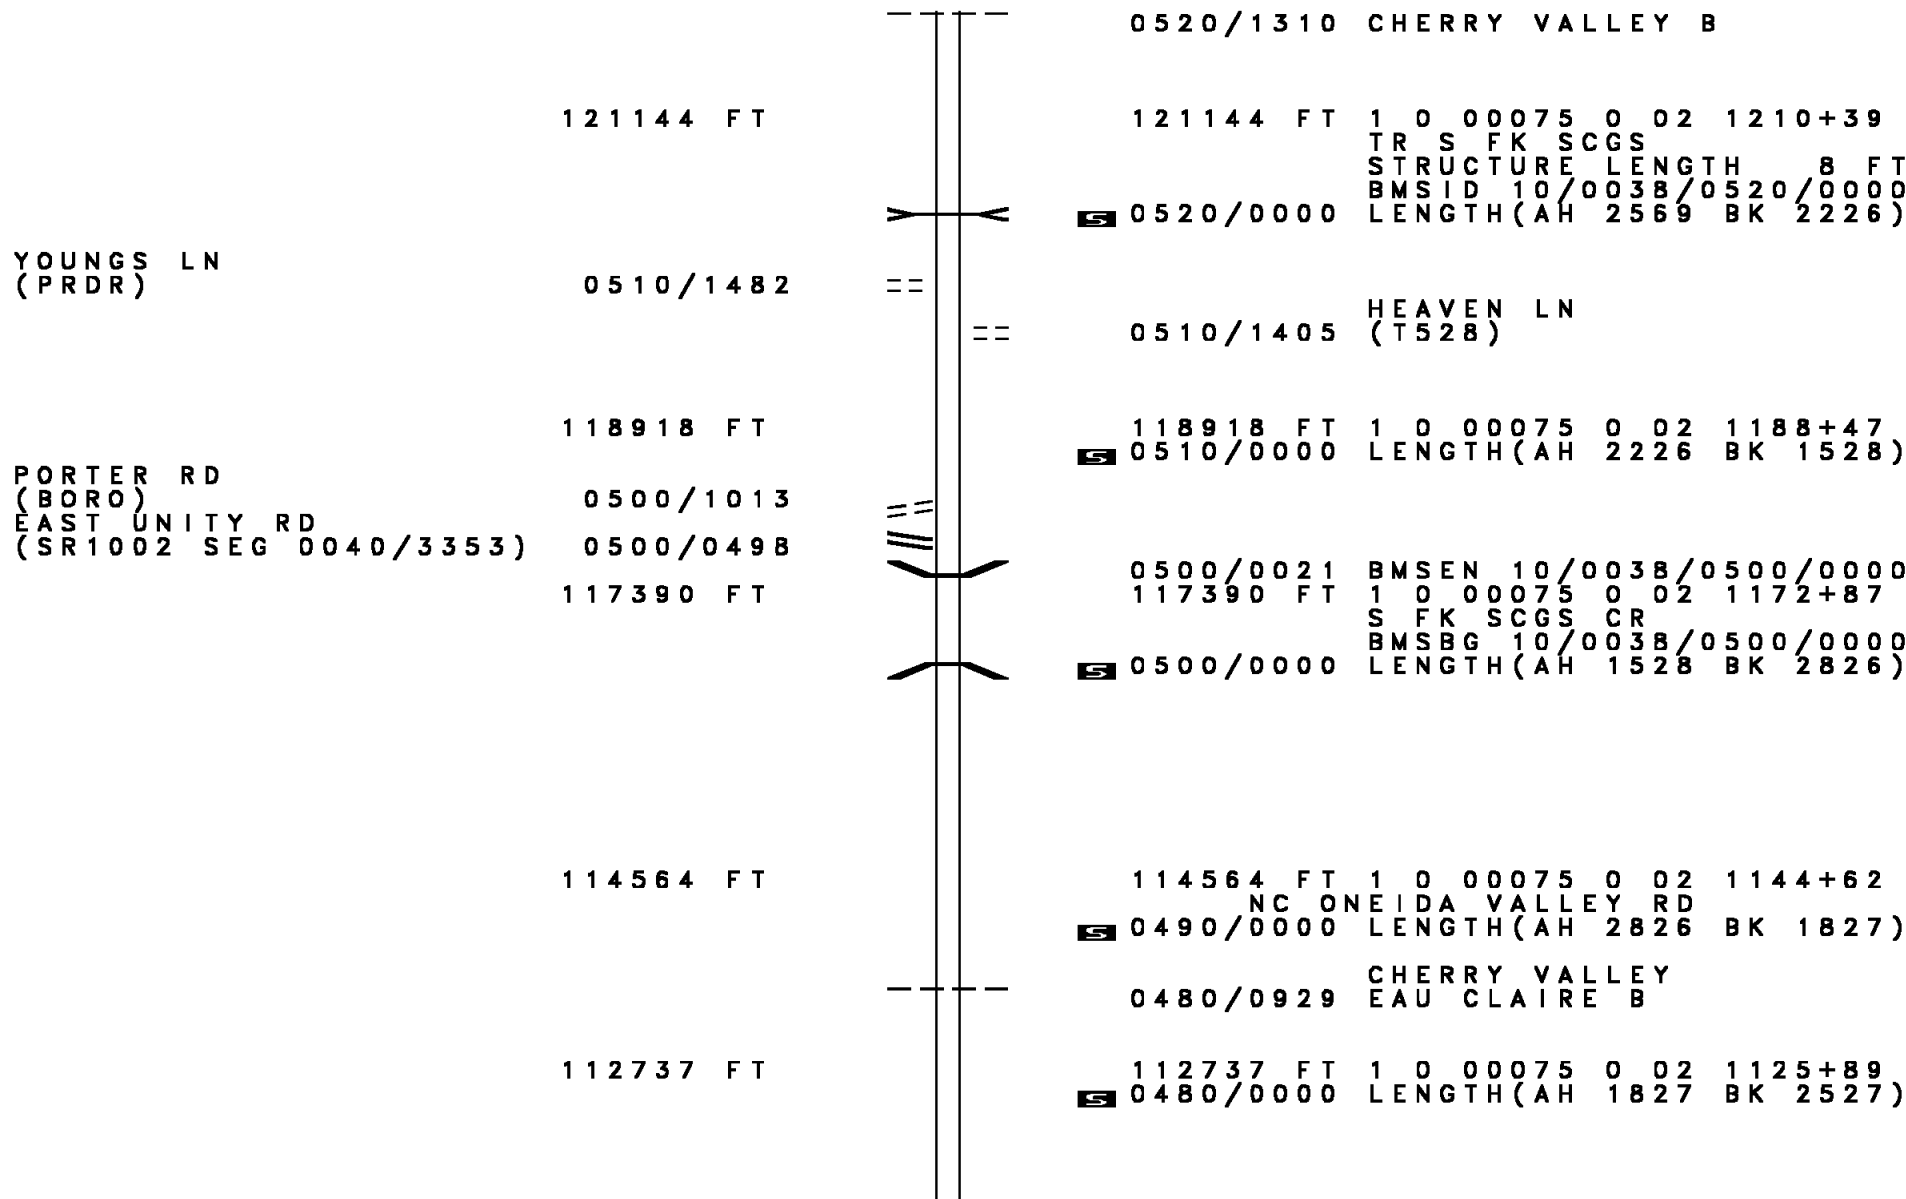 0520/1310 CHERRY VALLEY B
121144 FT 121144 FT 1 0 00075 0 02 1210+39
TR S FK SCGS
STRUCTURE LENGTH 8 FT
BMSID 10/0038/0520/0000
S 0520/0000 LENGTH(AH 2569 BK 2226)
YOUNGS LN
(PRDR) 0510/1482
HEAVEN LN
0510/1405 (T528)
118918 FT 118918 FT 1 0 00075 0 02 1188+47
S 0510/0000 LENGTH(AH 2226 BK 1528)
PORTER RD
(BORO) 0500/1013
EAST UNITY RD
(SR1002 SEG 0040/3353) 0500/0498
0500/0021 BMSEN 10/0038/0500/0000
117390 FT 117390 FT 1 0 00075 0 02 1172+87
S FK SCGS CR
BMSBG 10/0038/0500/0000
S 0500/0000 LENGTH(AH 1528 BK 2826)
114564 FT 114564 FT 1 0 00075 0 02 1144+62
NC ONEIDA VALLEY RD
S 0490/0000 LENGTH(AH 2826 BK 1827)
CHERRY VALLEY
0480/0929 EAU CLAIRE B
112737 FT 112737 FT 1 0 00075 0 02 1125+89
S 0480/0000 LENGTH(AH 1827 BK 2527)